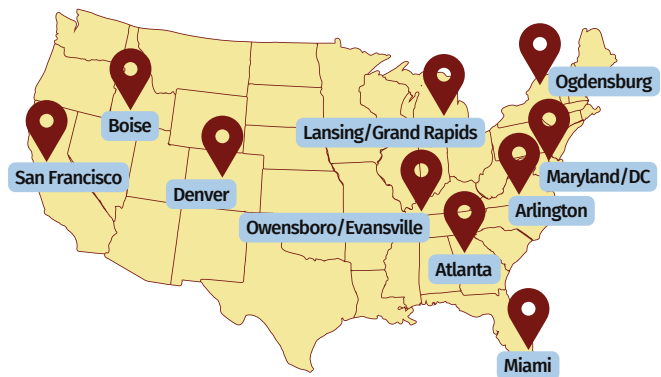 Ogdensburg
Boise
Lansing/Grand Rapids
San Francisco
Maryland/DC
Denver
Arlington
Owensboro/Evansville
Atlanta
Miami